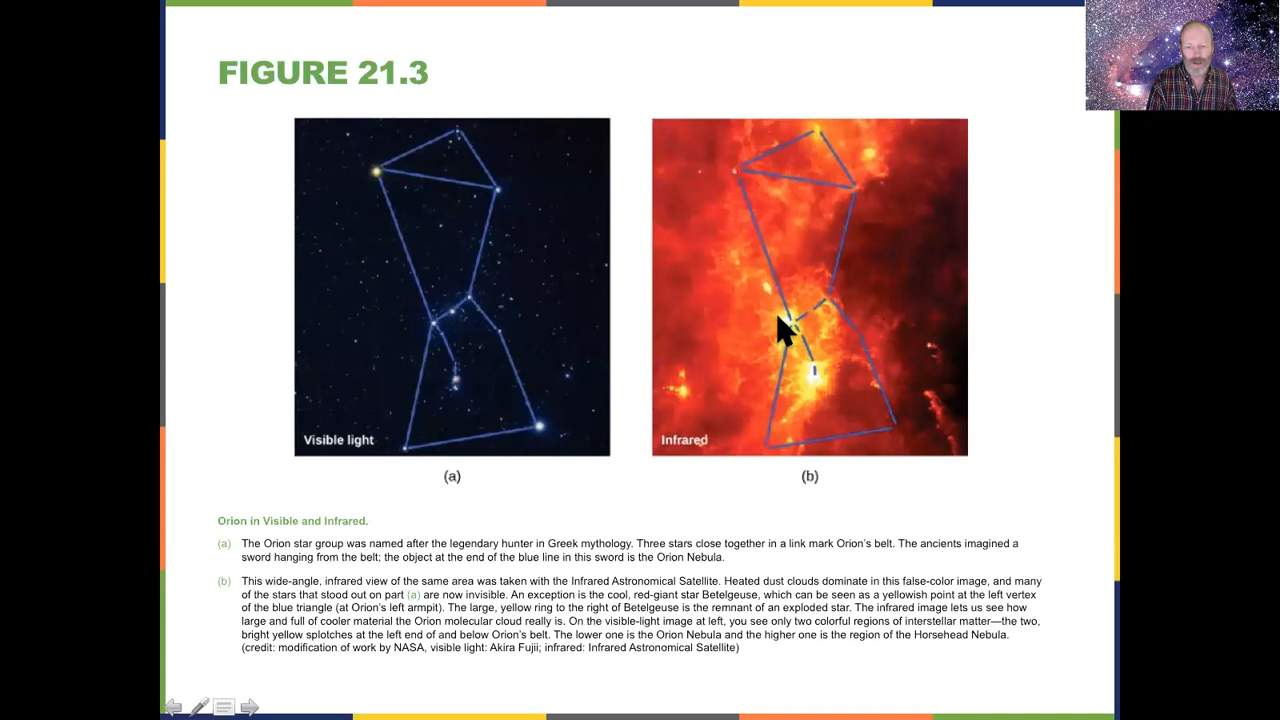 FIGURE 21.3
Visible light
Infrared
(a)
(b)
Orion in Visible and Infrared.
(a) The Orion star group was named after the legendary hunter in Greek mythology. Three stars close together in a link mark Orion's belt. The ancients imagined a
sword hanging from the belt; the object at the end of the blue line in this sword is the Orion Nebula.
(b) This wide-angle, infrared view of the same area was taken with the Infrared Astronomical Satellite. Heated dust clouds dominate in this false-color image, and many
of the stars that stood out on part (a) are now invisible. An exception is the cool, red-giant star Betelgeuse, which can be seen as a yellowish point at the left vertex
of the blue triangle (at Orion's left armpit). The large, yellow ring to the right of Betelgeuse is the remnant of an exploded star. The infrared image lets us see how
large and full of cooler material the Orion molecular cloud really is. On the visible-light image at left, you see only two colorful regions of interstellar matter—the two,
bright yellow splotches at the left end of and below Orion's belt. The lower one is the Orion Nebula and the higher one is the region of the Horsehead Nebula.
(credit: modification of work by NASA, visible light: Akira Fujii; infrared: Infrared Astronomical Satellite)